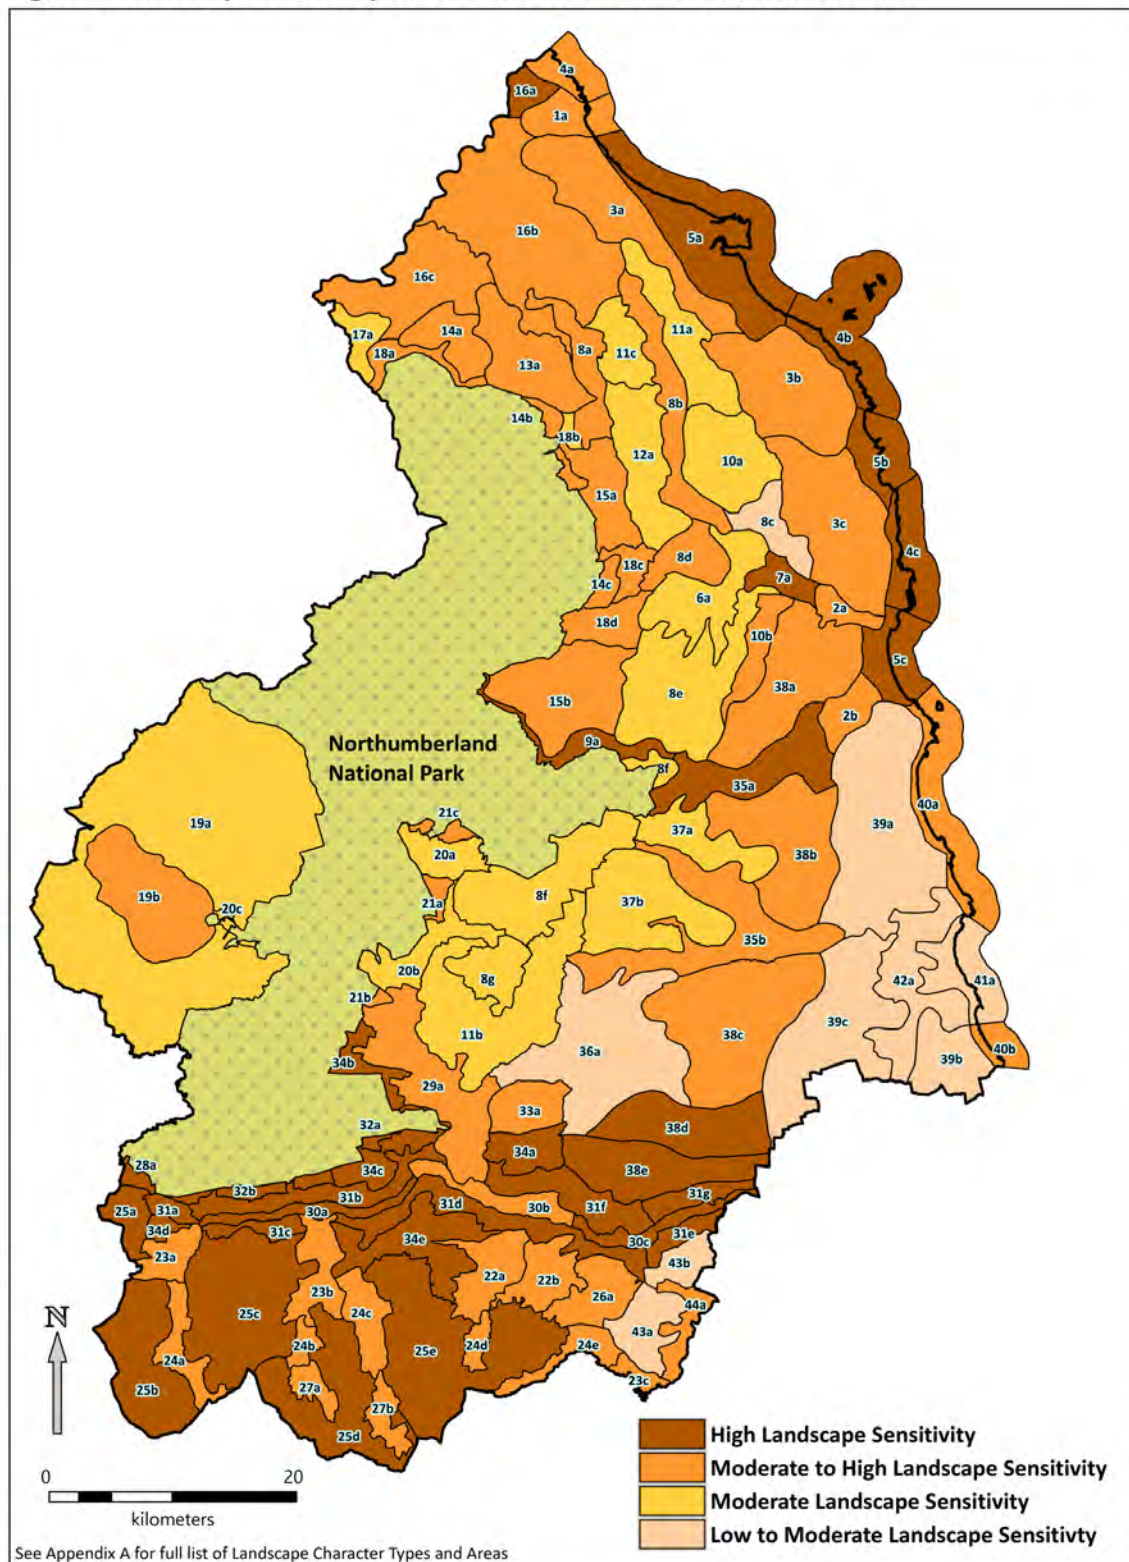 4a
16a
1a
3a
16b
5a
16c
4b
11a
17a
14a
18a
8a
11c
13a
3b
8b
14b
18b
12a
10a
5b
15a
8c
3c
4c
8d
18c
7a
14c
6a
2a
18d
10b
5c
38a
8e
15b
2b
9a
Northumberland
National Park
8f
35a
40a
21c
19a
37a
39a
20a
38b
19b
8f
37b
21a
20c
35b
20b
8g
42a
41a
21b
39c
11b
38c
36a
40b
39b
34b
29a
33a
32a
38d
34a
28a
34c
38e
32b
31b
31g
25a
31a
31d
30b
31f
30a
34d
31c
34e
30c
31e
23a
43b
22a
22b
23b
26a
44a
25c
24c
43a
24b
25e
24d
24e
24a
27a
23c
25b
27b
25d
N
High Landscape Sensitivity
Moderate to High Landscape Sensitivity
Moderate Landscape Sensitivity
Low to Moderate Landscape Sensitivty
0 20
kilometers
See Appendix A for full list of Landscape Character Types and Areas